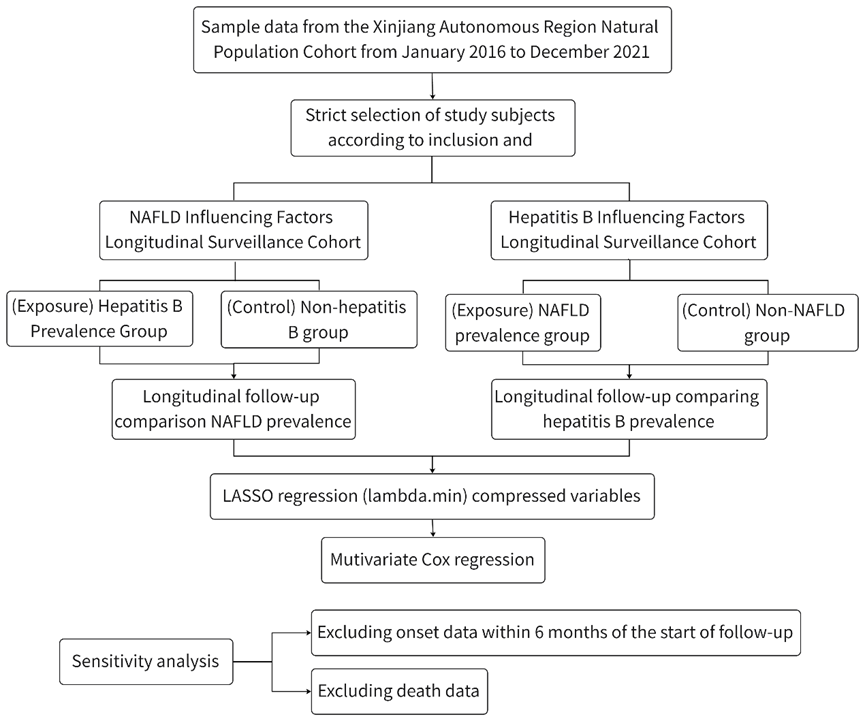 Sample data from the Xinjiang Autonomous Region Natural
Population Cohort from January 2016 to December 2021
Strict selection of study subjects
according to inclusion and
NAFLD Influencing Factors
Longitudinal Surveillance Cohort
Hepatitis B Influencing Factors
Longitudinal Surveillance Cohort
(Exposure) Hepatitis B
Prevalence Group
(Control) Non-hepatitis
B group
(Exposure) NAFLD
prevalence group
(Control) Non-NAFLD
group
Longitudinal follow-up
comparison NAFLD prevalence
Longitudinal follow-up comparing
hepatitis B prevalence
LASSO regression (lambda.min) compressed variables
Mutivariate Cox regression
Sensitivity analysis
Excluding onset data within 6 months of the start of follow-up
Excluding death data